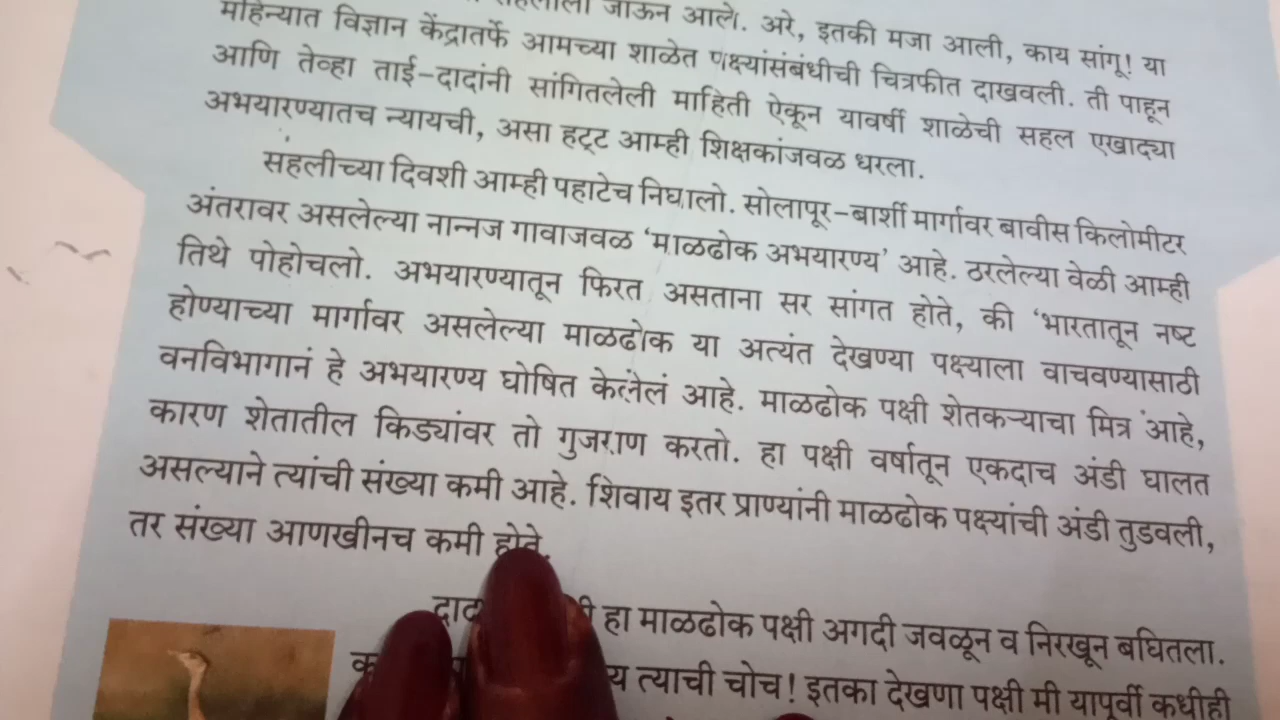 जाऊन आले. अरे, इतकी मजा आली, काय सांगू! या
महिन्यात विज्ञान केंद्रातर्फे आमच्या शाळेत पक्ष्यांसंबंधीची चित्रफीत दाखवली. ती पाहून
आणि तेव्हा ताई-दादांनी सांगितलेली माहिती ऐकून यावर्षी शाळेची सहल एखाद्या
अभयारण्यातच न्यायची, असा हट्ट आम्ही शिक्षकांजवळ धरला.
सहलीच्या दिवशी आम्ही पहाटेच निघालो. सोलापूर-बार्शी मार्गावर बावीस किलोमीटर
अंतरावर असलेल्या नान्नज गावाजवळ ‘माळढोक अभयारण्य’ आहे. ठरलेल्या वेळी आम्ही
तिथे पोहोचलो. अभयारण्यातून फिरत असताना सर सांगत होते, की ‘भारतातून नष्ट
होण्याच्या मार्गावर असलेल्या माळढोक या अत्यंत देखण्या पक्ष्याला वाचवण्यासाठी
वनविभागानं हे अभयारण्य घोषित केलेलं आहे. माळढोक पक्षी शेतकऱ्याचा मित्र आहे,
कारण शेतातील किड्यांवर तो गुजराण करतो. हा पक्षी वर्षातून एकदाच अंडी घालत
असल्याने त्यांची संख्या कमी आहे. शिवाय इतर प्राण्यांनी माळढोक पक्ष्यांची अंडी तुडवली,
तर संख्या आणखीनच कमी होते.
हा माळढोक पक्षी अगदी जवळून व निरखून बघितला.
त्याची चोच! इतका देखणा पक्षी मी यापूर्वी कधीही